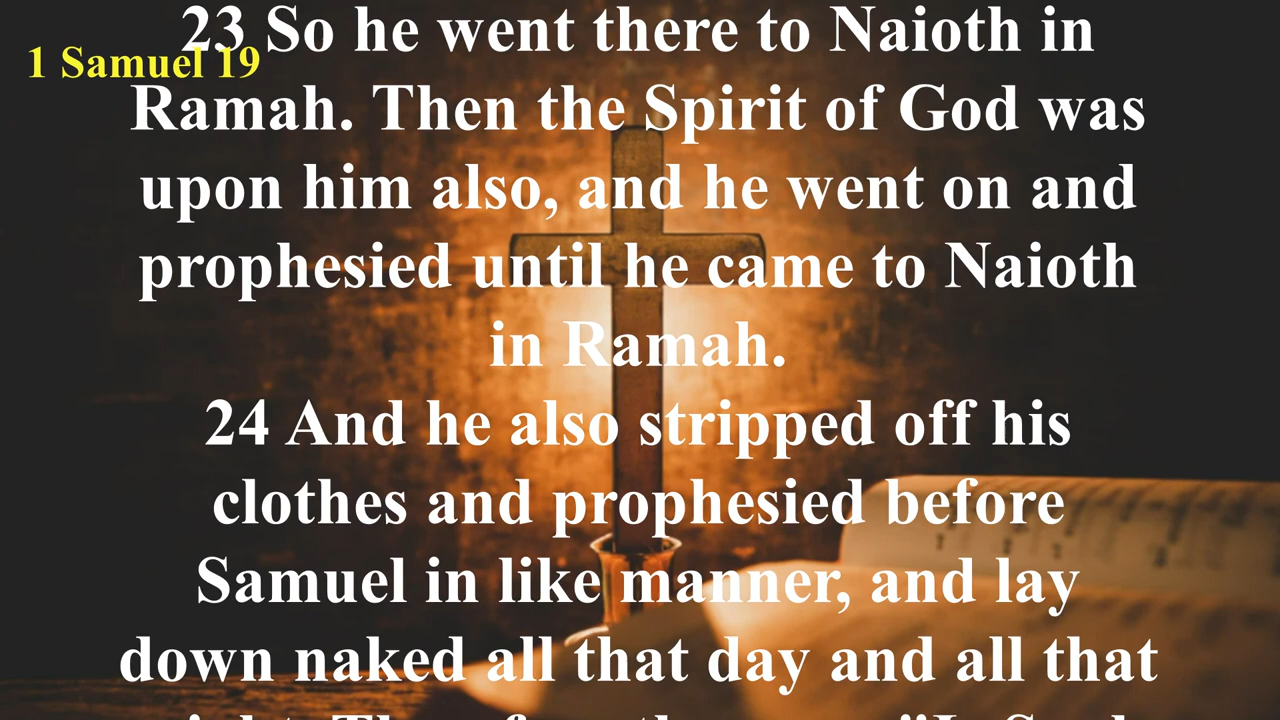 1 Samuel 19
23 So he went there to Naioth in
Ramah. Then the Spirit of God was
upon him also, and he went on and
prophesied until he came to Naioth
in Ramah.
24 And he also stripped off his
clothes and prophesied before
Samuel in like manner, and lay
down naked all that day and all that